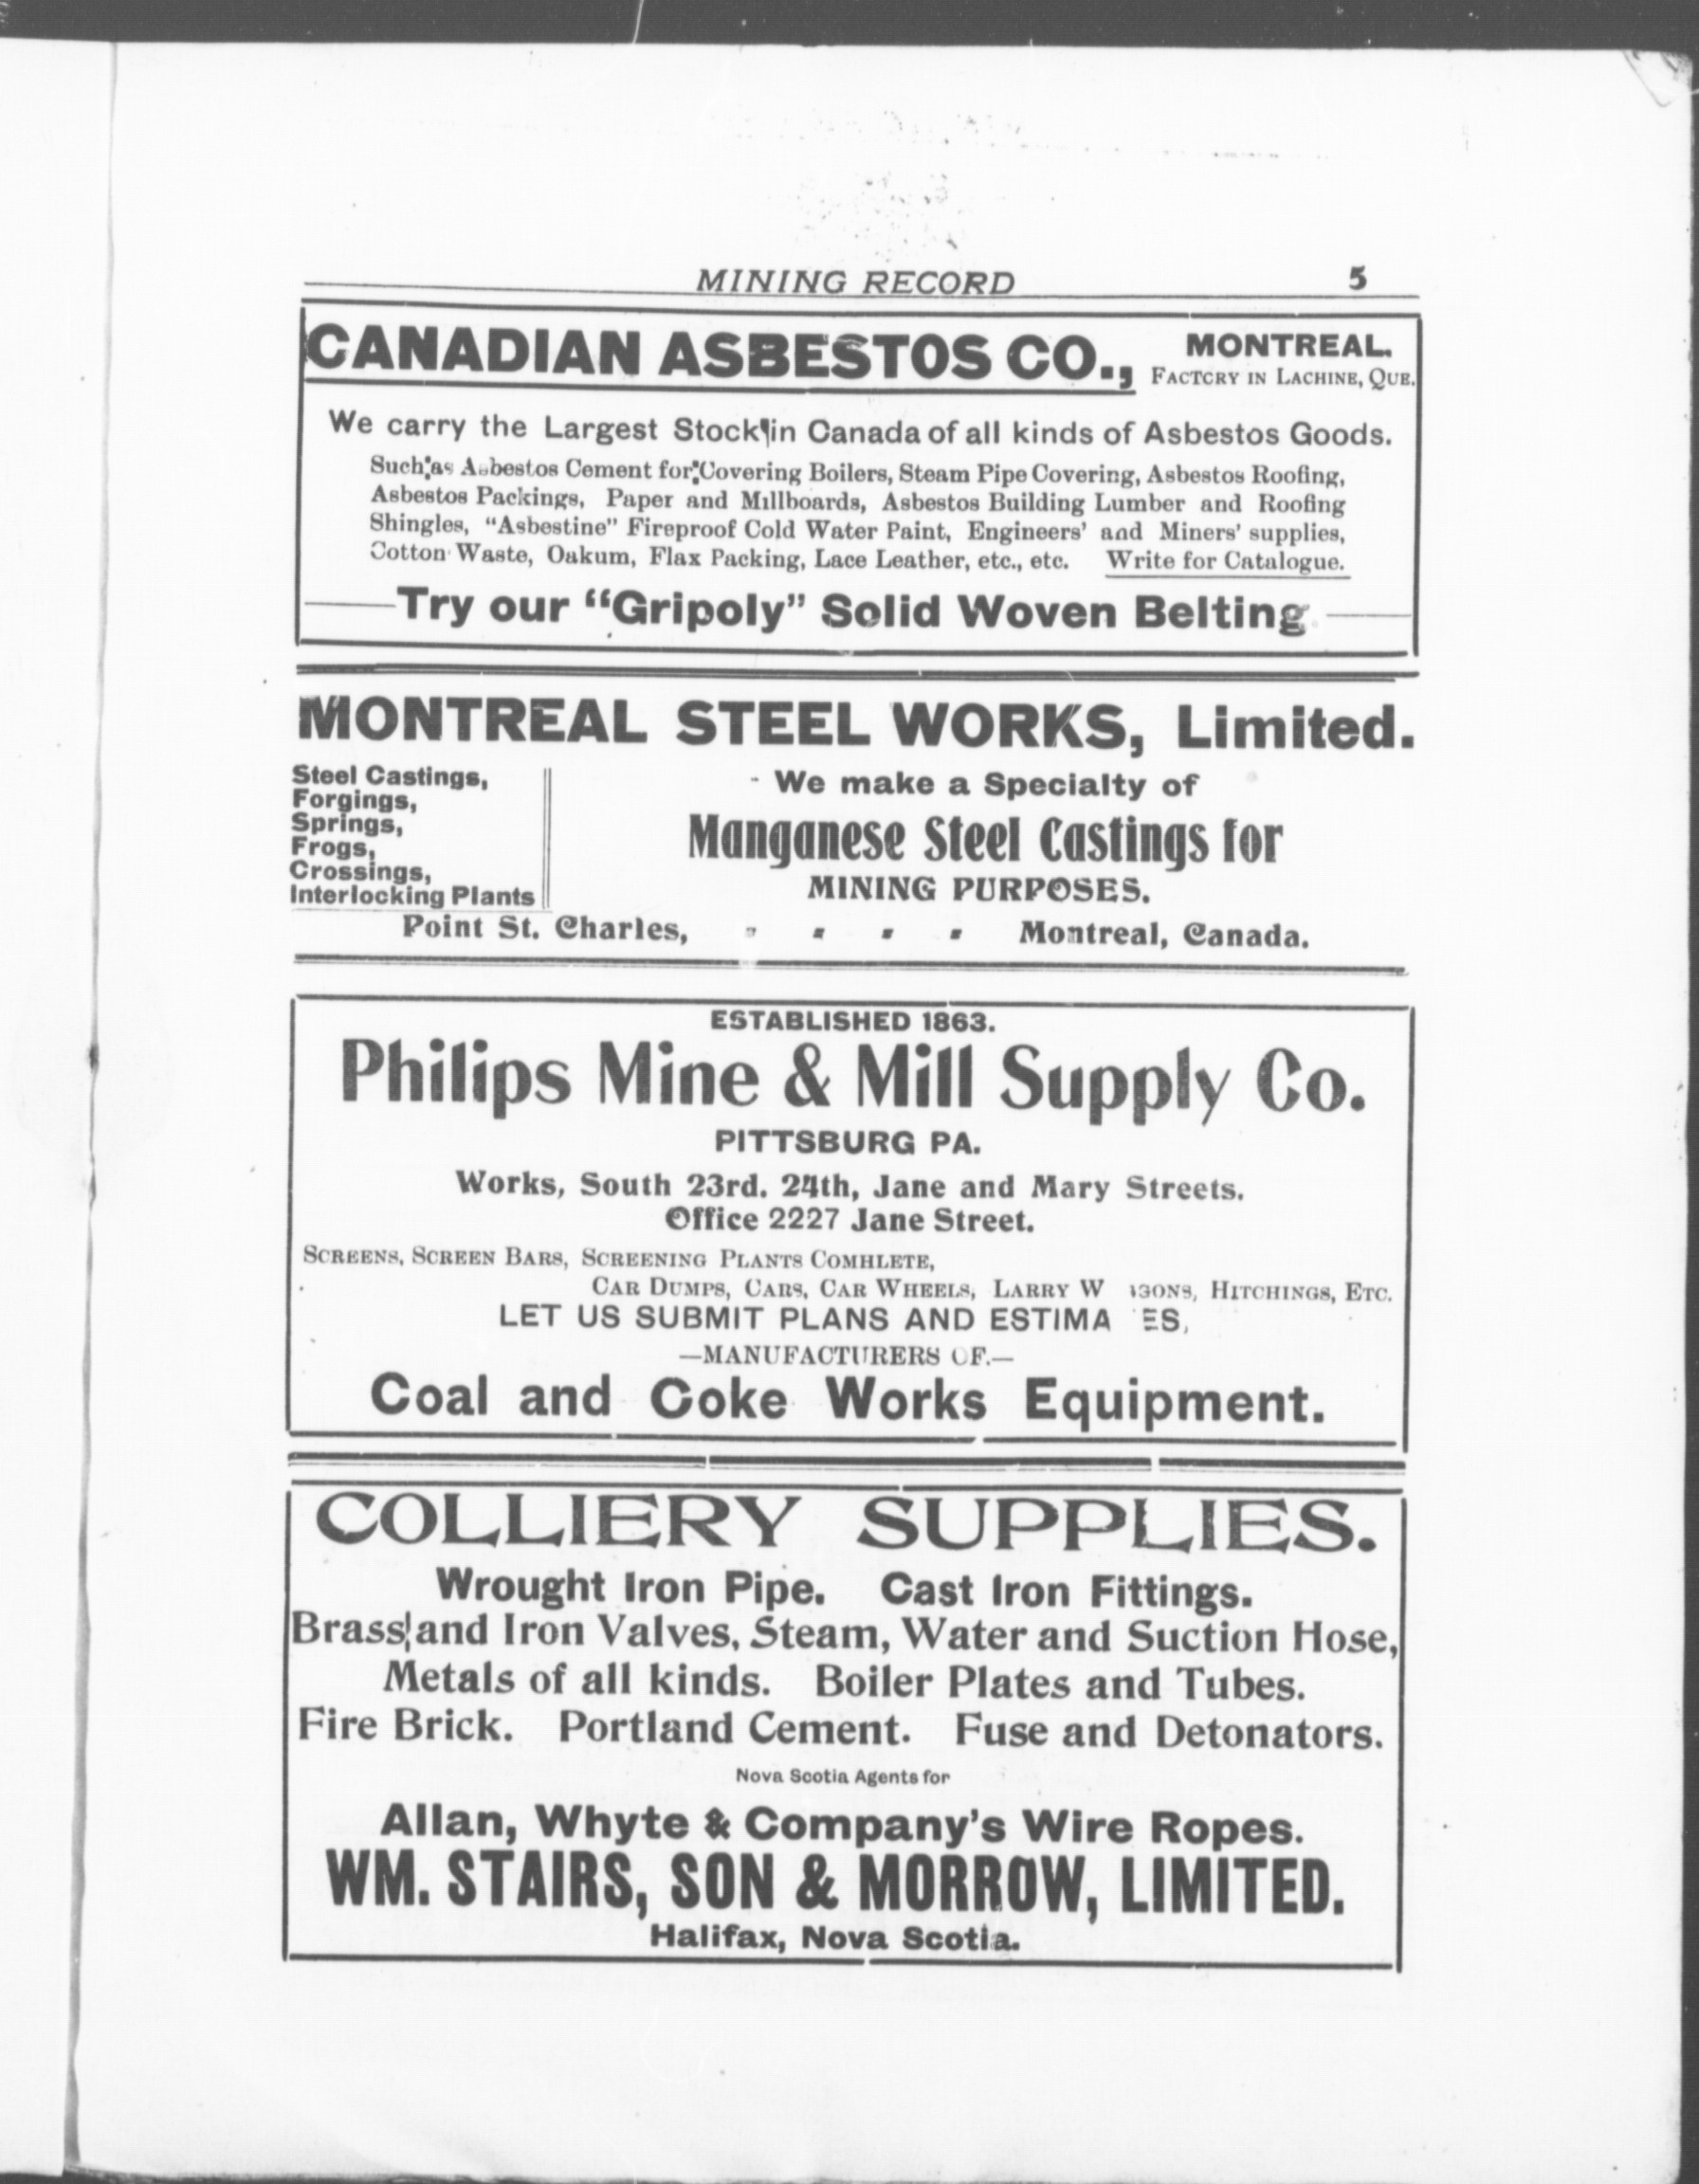 MINING RECORD 5
CANADIAN ASBESTOS CO., MONTREAL.
FACTCRY IN LACHINE, QUE.
We carry the Largest Stock in Canada of all kinds of Asbestos Goods.
Such as Asbestos Cement for Covering Boilers, Steam Pipe Covering, Asbestos Roofing,
Asbestos Packings, Paper and Millboards, Asbestos Building Lumber and Roofing
Shingles, “Asbestine” Fireproof Cold Water Paint, Engineers’ and Miners’ supplies,
Cotton Waste, Oakum, Flax Packing, Lace Leather, etc., etc. Write for Catalogue.
Try our “Gripoly” Solid Woven Belting
MONTREAL STEEL WORKS, Limited.
Steel Castings,
Forgings,
Springs,
Frogs,
Crossings,
Interlocking Plants
- We make a Specialty of
Manganese Steel Castings for
MINING PURPOSES.
Point St. Charles, - - - - Montreal, Canada.
ESTABLISHED 1863.
Philips Mine & Mill Supply Co.
PITTSBURG PA.
Works, South 23rd. 24th, Jane and Mary Streets.
Office 2227 Jane Street.
SCREENS, SCREEN BARS, SCREENING PLANTS COMHLETE,
CAR DUMPS, CARS, CAR WHEELS, LARRY HITCHINGS, ETC.
LET US SUBMIT PLANS AND
—MANUFACTURERS OF.—
Coal and Coke Works Equipment.
COLLIERY SUPPLIES.
Wrought Iron Pipe. Cast Iron Fittings.
Brass and Iron Valves, Steam, Water and Suction Hose,
Metals of all kinds. Boiler Plates and Tubes.
Fire Brick. Portland Cement. Fuse and Detonators.
Nova Scotia Agents for
Allan, Whyte & Company’s Wire Ropes.
WM. STAIRS, SON & MORROW, LIMITED.
Halifax, Nova Scotia.